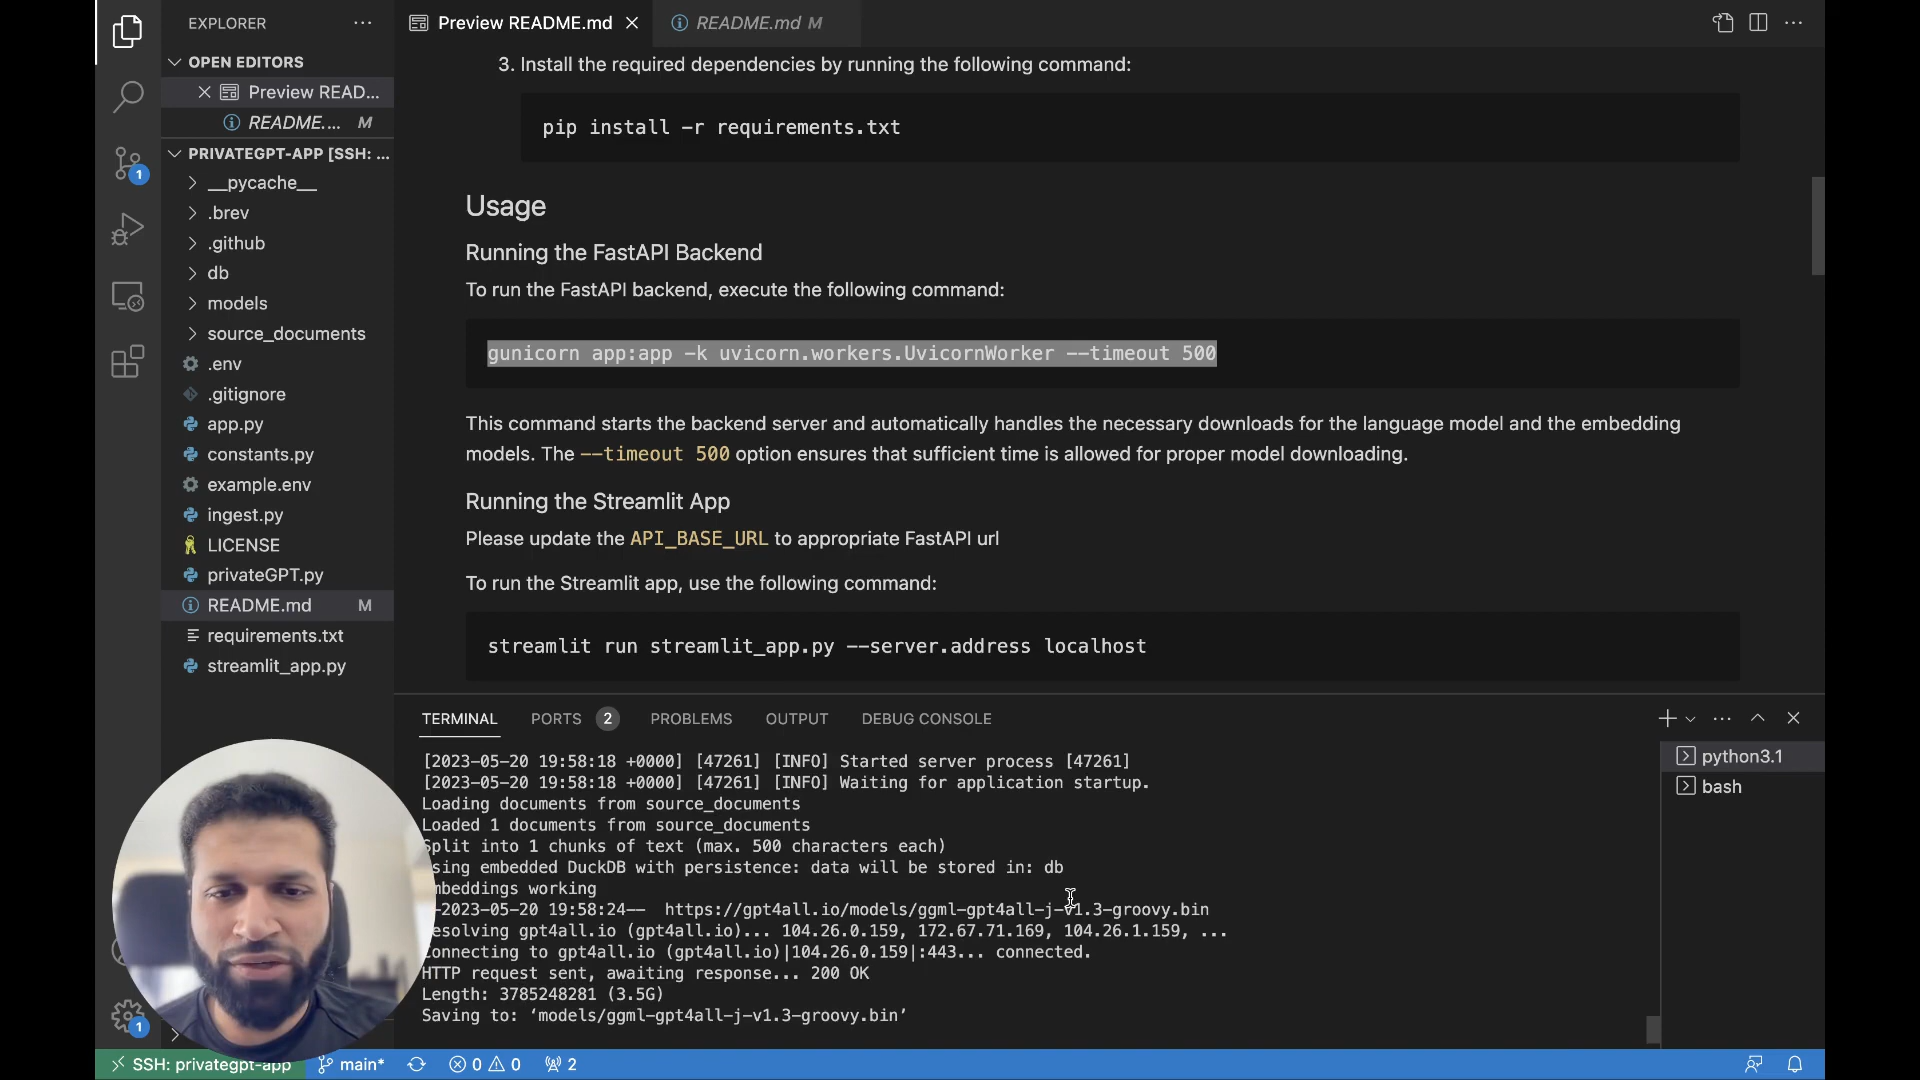 EXPLORER
OPEN EDITORS
Preview READ...
README.... M
PRIVATEGPT-APP [SSH: ...
__pycache__
.brev
.github
db
models
source_documents
.env
.gitignore
app.py
constants.py
example.env
ingest.py
LICENSE
privateGPT.py
README.md M
requirements.txt
streamlit_app.py
1
1
Preview README.md
README.md M
3. Install the required dependencies by running the following command:
pip install -r requirements.txt
Usage
Running the FastAPI Backend
To run the FastAPI backend, execute the following command:
gunicorn app:app -k uvicorn.workers.UvicornWorker --timeout 500
This command starts the backend server and automatically handles the necessary downloads for the language model and the embedding
models. The --timeout 500 option ensures that sufficient time is allowed for proper model downloading.
Running the Streamlit App
Please update the API_BASE_URL to appropriate FastAPI url
To run the Streamlit app, use the following command:
streamlit run streamlit_app.py --server.address localhost
TERMINAL PORTS 2 PROBLEMS OUTPUT DEBUG CONSOLE
[2023-05-20 19:58:18 +0000] [47261] [INFO] Started server process [47261]
[2023-05-20 19:58:18 +0000] [47261] [INFO] Waiting for application startup.
Loading documents from source_documents
Loaded 1 documents from source_documents
Split into 1 chunks of text (max. 500 characters each)
sing embedded DuckDB with persistence: data will be stored in: db
mbeddings working
-2023-05-20 19:58:24-- https://gpt4all.io/models/ggml-gpt4all-j-v1.3-groovy.bin
esolving gpt4all.io (gpt4all.io)... 104.26.0.159, 172.67.71.169, 104.26.1.159, ...
onnecting to gpt4all.io (gpt4all.io)|104.26.0.159|:443... connected.
HTTP request sent, awaiting response... 200 OK
Length: 3785248281 (3.5G)
Saving to: ‘models/ggml-gpt4all-j-v1.3-groovy.bin’
python3.1
bash
SSH: privategpt-app main* 0 0 2